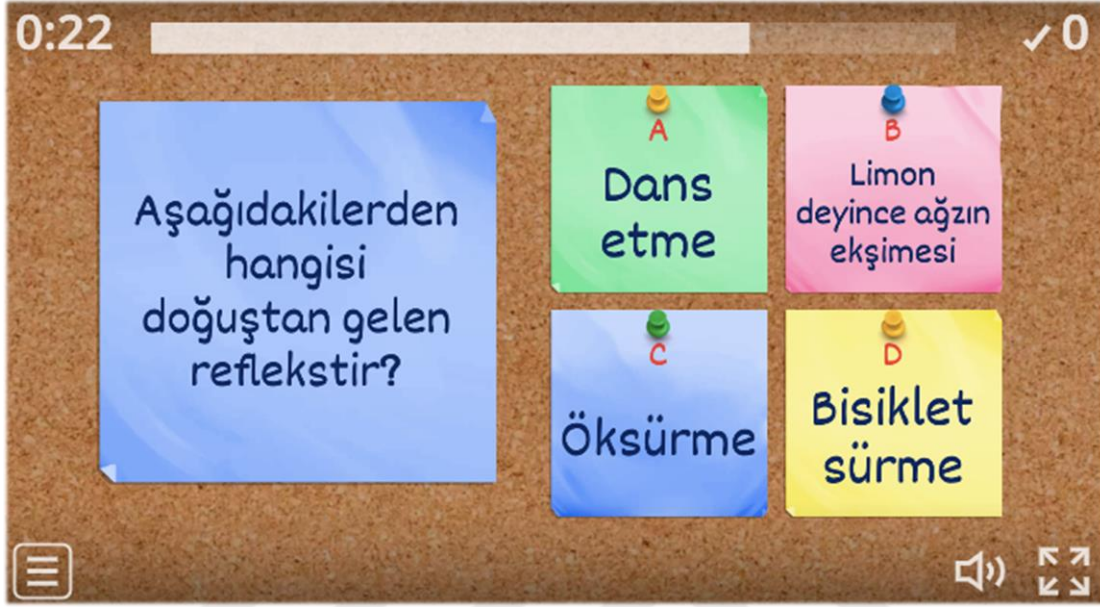 0:22
✓0
Aşağıdakilerden
hangisi
doğuştan gelen
reflekstir?
A
Dans
etme
B
Limon
deyince ağzın
ekşimesi
C
Öksürme
D
Bisiklet
sürme